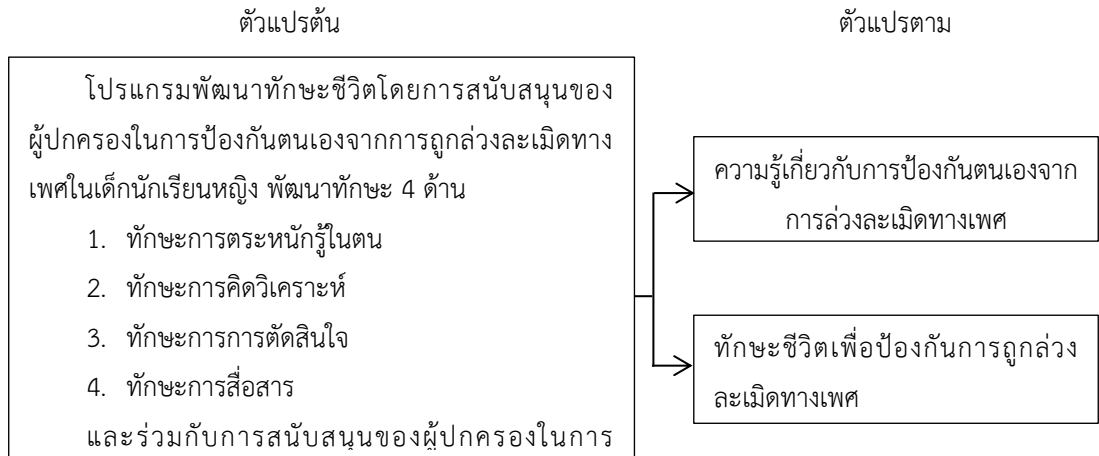 ตัวแปรต้น
ตัวแปรตาม
โปรแกรมพัฒนาทักษะชีวิตโดยการสนับสนุนของ
ผู้ปกครองในการป้องกันตนเองจากการถูกล่วงละเมิดทาง
เพศในเด็กนักเรียนหญิง พัฒนาทักษะ 4 ด้าน
1. ทักษะการตระหนักรู้ในตน
2. ทักษะการคิดวิเคราะห์
3. ทักษะการการตัดสินใจ
4. ทักษะการสื่อสาร
และร่วมกับการสนับสนุนของผู้ปกครองในการ
ความรู้เกี่ยวกับการป้องกันตนเองจาก
การล่วงละเมิดทางเพศ
ทักษะชีวิตเพื่อป้องกันการถูกล่วง
ละเมิดทางเพศ